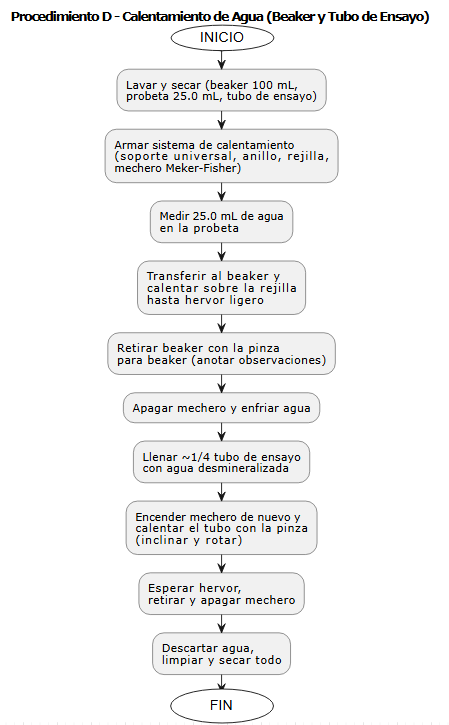 Procedimiento D - Calentamiento de Agua (Beaker y Tubo de Ensayo)
INICIO
Lavar y secar (beaker 100 mL,
probeta 25.0 mL, tubo de ensayo)
Armar sistema de calentamiento
(soporte universal, anillo, rejilla,
mechero Meker-Fisher)
Medir 25.0 mL de agua
en la probeta
Transferir al beaker y
calentar sobre la rejilla
hasta hervor ligero
Retirar beaker con la pinza
para beaker (anotar observaciones)
Apagar mechero y enfriar agua
Llenar ~1/4 tubo de ensayo
con agua desmineralizada
Encender mechero de nuevo y
calentar el tubo con la pinza
(inclinar y rotar)
Esperar hervor,
retirar y apagar mechero
Descartar agua,
limpiar y secar todo
FIN